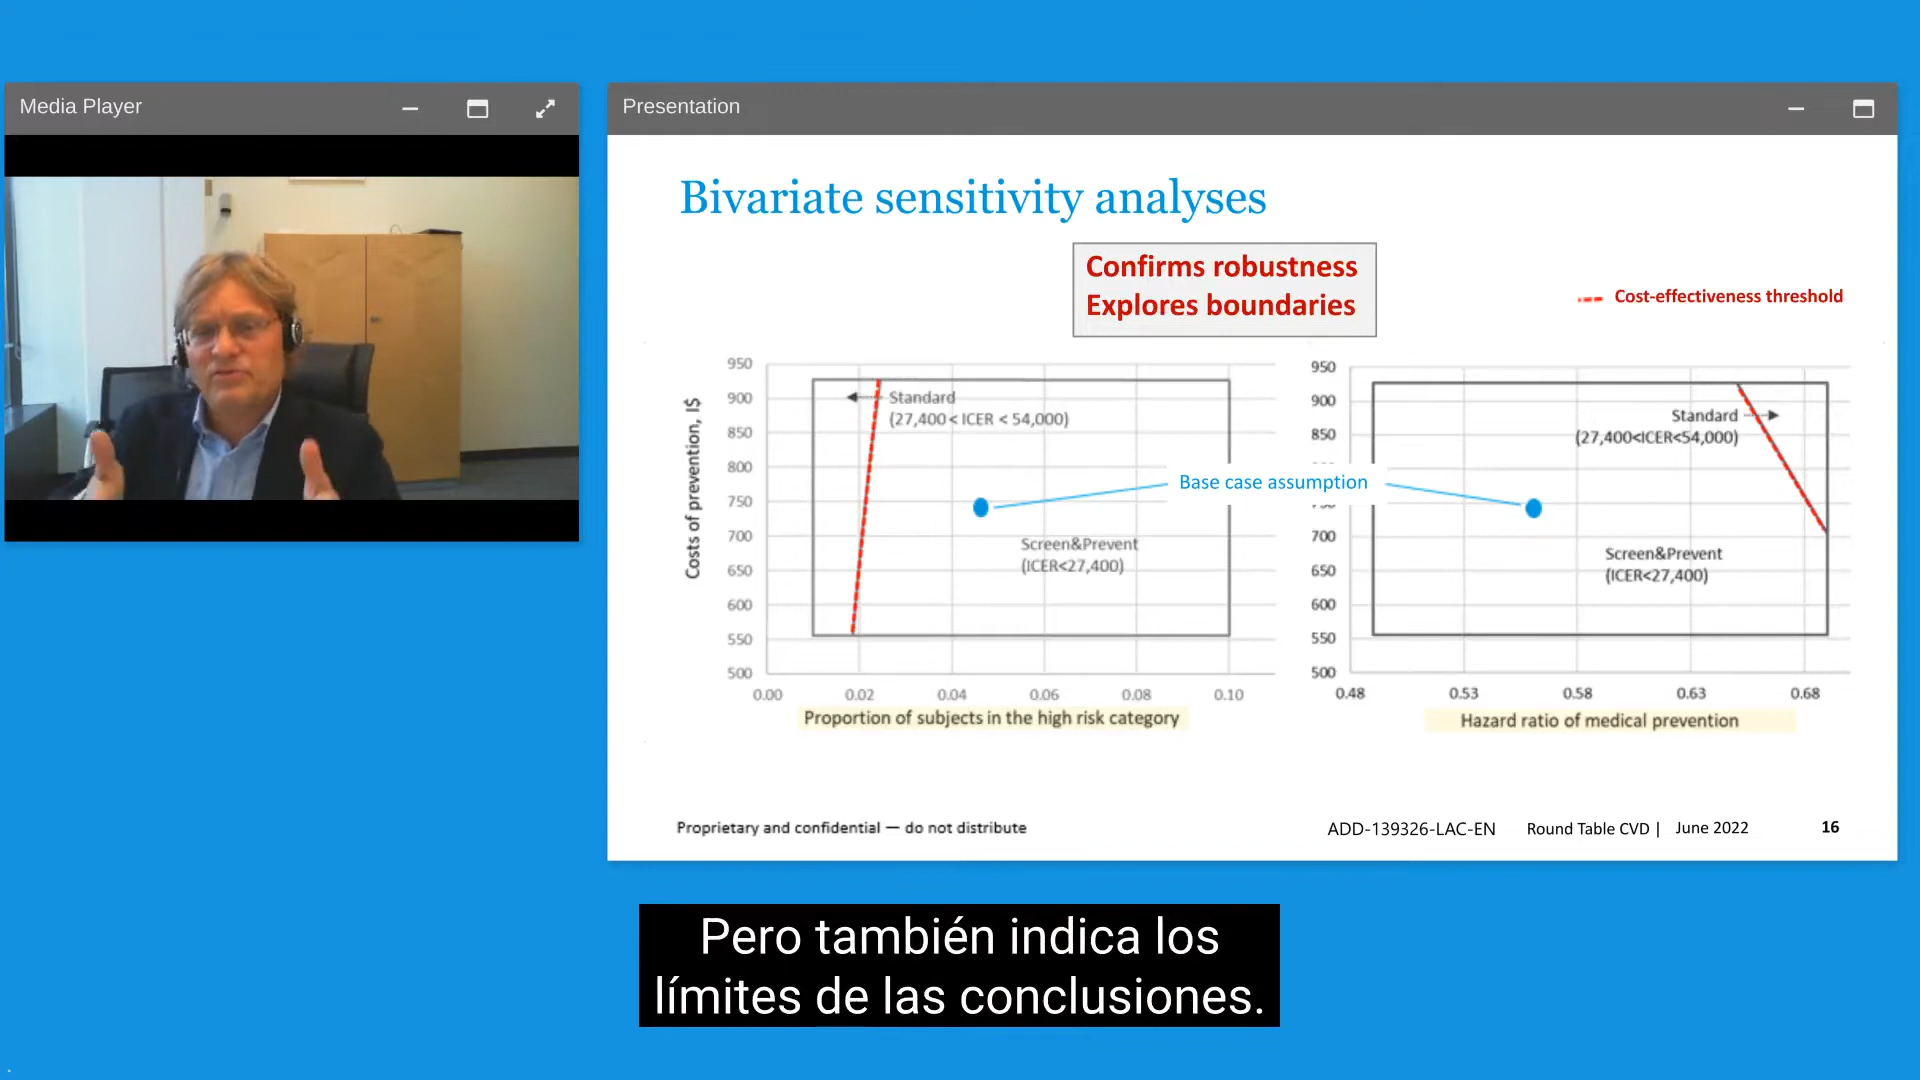 Media Player
Presentation
Bivariate sensitivity analyses
Confirms robustness
Explores boundaries
Cost-effectiveness threshold
Costs of prevention, I$
950
900
850
800
750
700
650
600
550
500
0.00
0.02
0.04
0.06
0.08
0.10
Standard
(27,400 < ICER < 54,000)
Screen&Prevent
(ICER<27,400)
Proportion of subjects in the high risk category
Base case assumption
950
900
850
700
650
600
550
500
0.48
0.53
0.58
0.63
0.68
Standard
(27,400<ICER<54,000)
Screen&Prevent
(ICER<27,400)
Hazard ratio of medical prevention
Proprietary and confidential — do not distribute
ADD-139326-LAC-EN
Round Table CVD |
June 2022
16
Pero también indica los
límites de las conclusiones.